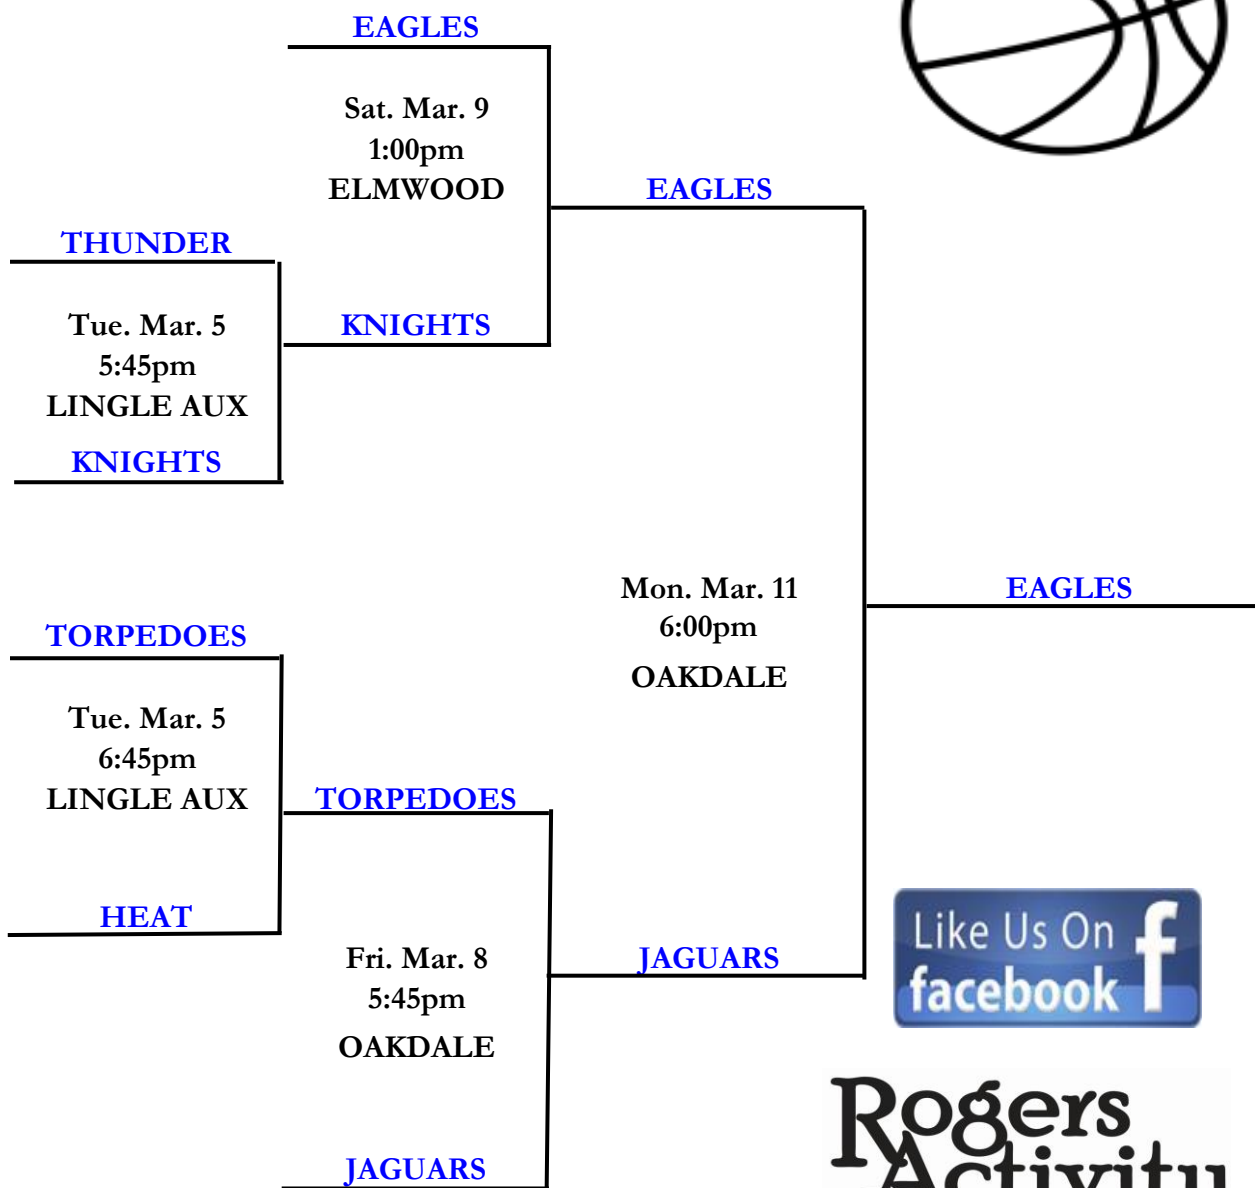 EAGLES
Sat. Mar. 9
1:00pm
ELMWOOD
EAGLES
THUNDER
Tue. Mar. 5
5:45pm
LINGLE AUX
KNIGHTS
KNIGHTS
Mon. Mar. 11
6:00pm
OAKDALE
EAGLES
TORPEDOES
Tue. Mar. 5
6:45pm
LINGLE AUX
TORPEDOES
HEAT
Fri. Mar. 8
5:45pm
OAKDALE
JAGUARS
JAGUARS
Like Us On
facebook f
Rogers
Activity